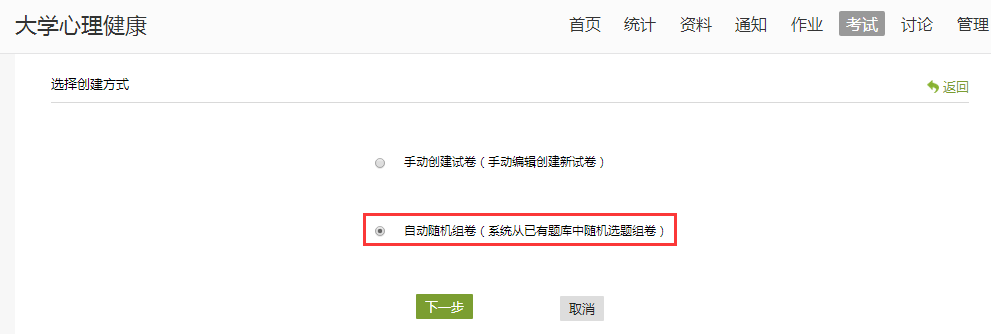 大学心理健康 首页 统计 资料 通知 作业 考试 讨论 管理
选择创建方式 返回
手动创建试卷（手动编辑创建新试卷）
自动随机组卷（系统从已有题库中随机选题组卷）
下一步 取消